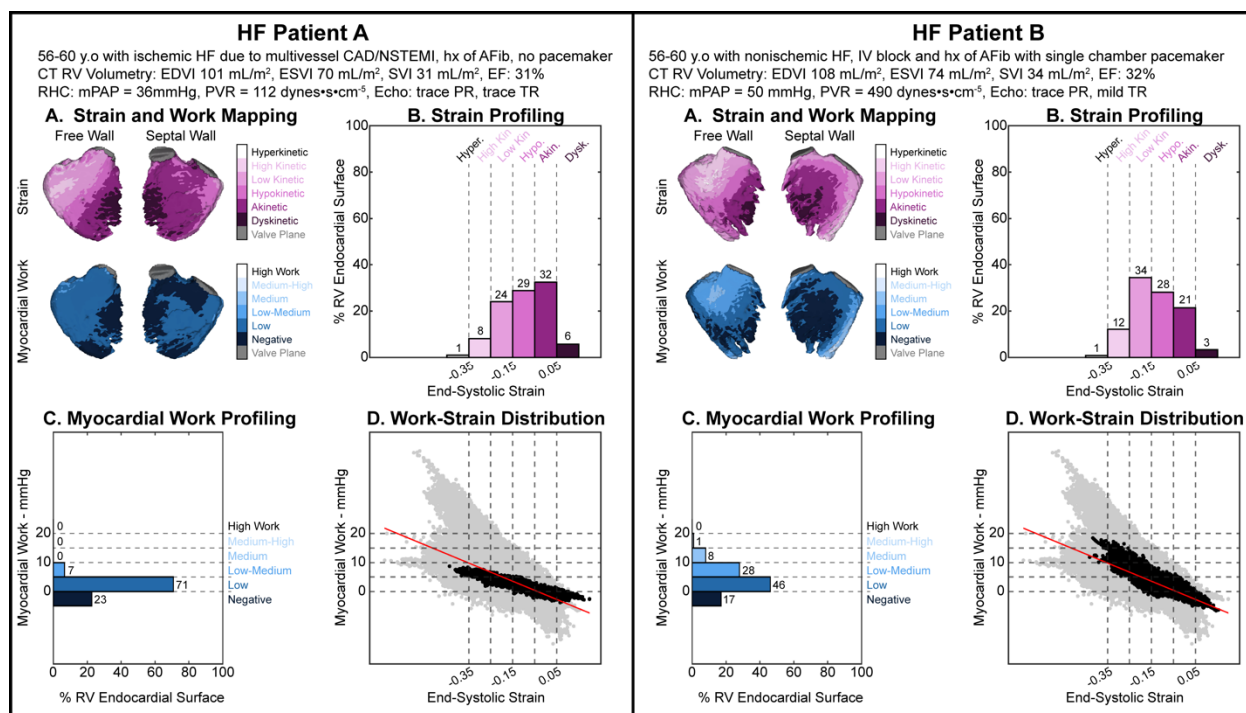 HF Patient A
56-60 y.o with ischemic HF due to multivessel CAD/NSTEMI, hx of AFib, no pacemaker
CT RV Volumetry: EDVI 101 mL/m², ESVI 70 mL/m², SVI 31 mL/m², EF: 31%
RHC: mPAP = 36mmHg, PVR = 112 dynes•s•cm⁻⁵, Echo: trace PR, trace TR
A. Strain and Work Mapping
Free Wall Septal Wall
Strain
Hyperkinetic
High Kinetic
Low Kinetic
Hypokinetic
Akinetic
Dyskinetic
Valve Plane
Myocardial Work
High Work
Medium-High
Medium
Low-Medium
Low
Negative
Valve Plane
B. Strain Profiling
% RV Endocardial Surface
100
80
60
40
20
0
Hyper. High Kin Low Kin Hypo. Akin. Dysk.
1 8 24 29 32 6
-0.35 -0.15 0.05
End-Systolic Strain
C. Myocardial Work Profiling
Myocardial Work - mmHg
20
10
0
0 High Work
0 Medium-High
0 Medium
7 Low-Medium
71 Low
23 Negative
0 20 40 60 80 100
% RV Endocardial Surface
D. Work-Strain Distribution
Myocardial Work - mmHg
20
10
0
-0.35 -0.15 0.05
End-Systolic Strain
HF Patient B
56-60 y.o with nonischemic HF, IV block and hx of AFib with single chamber pacemaker
CT RV Volumetry: EDVI 108 mL/m², ESVI 74 mL/m², SVI 34 mL/m², EF: 32%
RHC: mPAP = 50 mmHg, PVR = 490 dynes•s•cm⁻⁵, Echo: trace PR, mild TR
A. Strain and Work Mapping
Free Wall Septal Wall
Strain
Hyperkinetic
High Kinetic
Low Kinetic
Hypokinetic
Akinetic
Dyskinetic
Valve Plane
Myocardial Work
High Work
Medium-High
Medium
Low-Medium
Low
Negative
Valve Plane
B. Strain Profiling
% RV Endocardial Surface
100
80
60
40
20
0
Hyper. High Kin Low Kin Hypo. Akin. Dysk.
1 12 34 28 21 3
-0.35 -0.15 0.05
End-Systolic Strain
C. Myocardial Work Profiling
Myocardial Work - mmHg
20
10
0
0 High Work
1 Medium-High
8 Medium
28 Low-Medium
46 Low
17 Negative
0 20 40 60 80 100
% RV Endocardial Surface
D. Work-Strain Distribution
Myocardial Work - mmHg
20
10
0
-0.35 -0.15 0.05
End-Systolic Strain